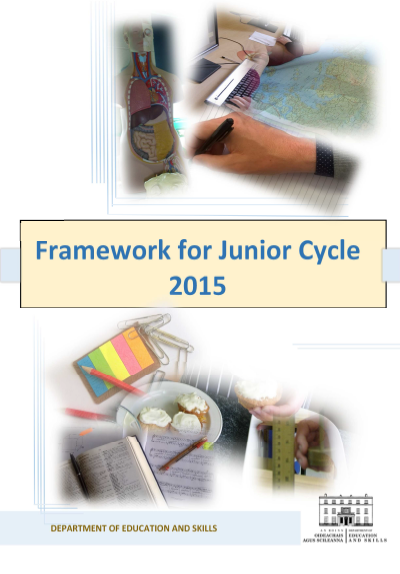 Framework for Junior Cycle
2015
DEPARTMENT OF EDUCATION AND SKILLS
AN ROINN
OIDEACHAIS
AGUS SCILEANNA
DEPARTMENT OF
EDUCATION
AND SKILLS